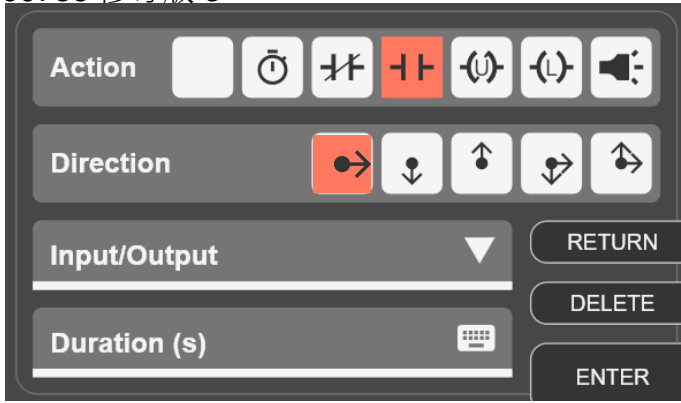 Action
U
L
Direction
Input/Output
RETURN
DELETE
Duration (s)
ENTER